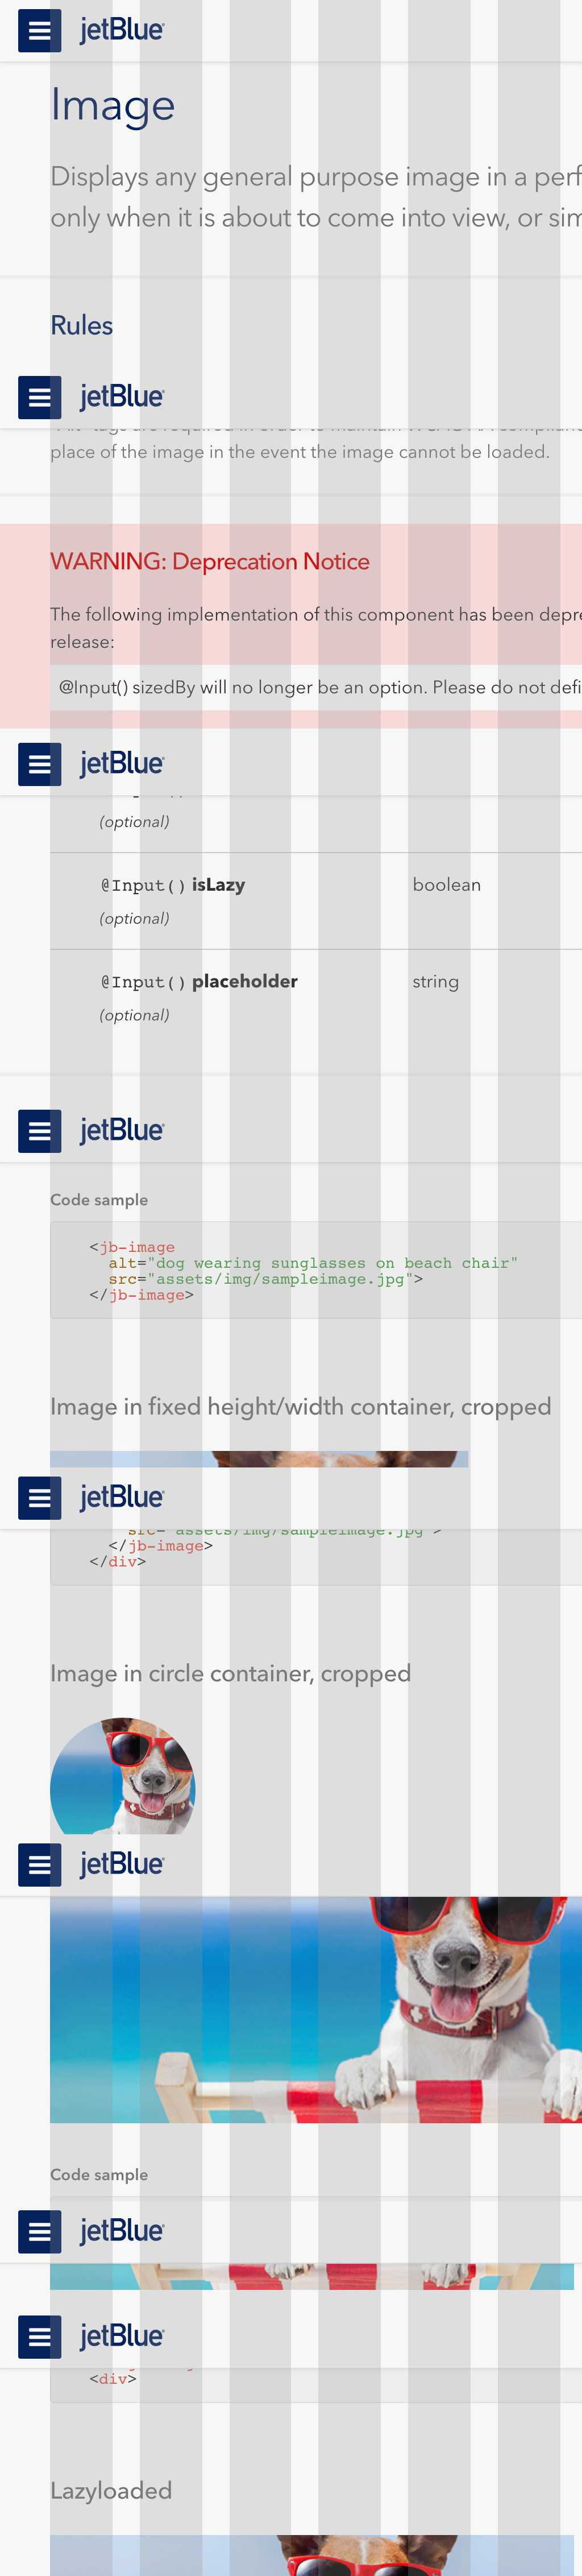 jetBlue
Image
Displays any general purpose image in a perf
only when it is about to come into view, or sim
Rules
jetBlue
place of the image in the event the image cannot be loaded.
WARNING: Deprecation Notice
The following implementation of this component has been depre
release:
@Input() sizedBy will no longer be an option. Please do not defi
jetBlue
(optional)
@Input() isLazy boolean
(optional)
@Input() placeholder string
(optional)
jetBlue
Code sample
<jb-image
alt="dog wearing sunglasses on beach chair"
src="assets/img/sampleimage.jpg">
</jb-image>
Image in fixed height/width container, cropped
jetBlue
src="assets/img/sampleimage.jpg">
</jb-image>
</div>
Image in circle container, cropped
jetBlue
Code sample
jetBlue
jetBlue
<div>
Lazyloaded